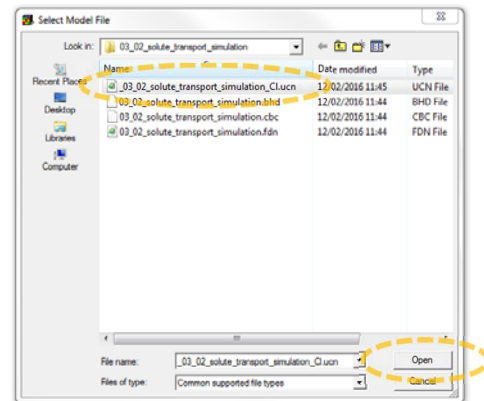 Select Model File
Look in: 03_02_solute_transport_simulation
Name Date modified Type
_03_02_solute_transport_simulation_Cl.ucn 12/02/2016 11:45 UCN File
03_02_solute_transport_simulation.bhd 12/02/2016 11:44 BHD File
03_02_solute_transport_simulation.cbc 12/02/2016 11:44 CBC File
03_02_solute_transport_simulation.fdn 12/02/2016 11:44 FDN File
Recent Places
Desktop
Libraries
Computer
File name: _03_02_solute_transport_simulation_Cl.ucn Open
Files of type: Common supported file types Cancel